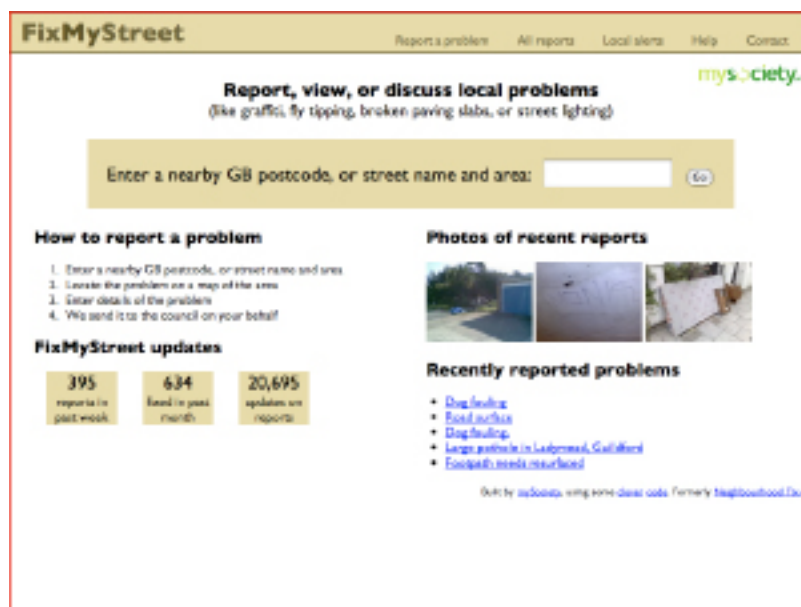 FixMyStreet
Report a problem All reports Local alerts Help Contact
mysociety.
Report, view, or discuss local problems
(like graffiti, fly tipping, broken paving slabs, or street lighting)
Enter a nearby GB postcode, or street name and area: Go
How to report a problem
1. Enter a nearby GB postcode, or street name and area
2. Locate the problem on a map of the area
3. Enter details of the problem
4. We send it to the council on your behalf
FixMyStreet updates
395 reports in past week
634 fixed in past month
20,695 updates on reports
Photos of recent reports
Recently reported problems
Dog fouling
Road surface
Dog fouling.
Large pothole in Ladymead, Guildford
Footpath needs resurfaced
Built by mySociety, using some clever code. Formerly Neighbourhood